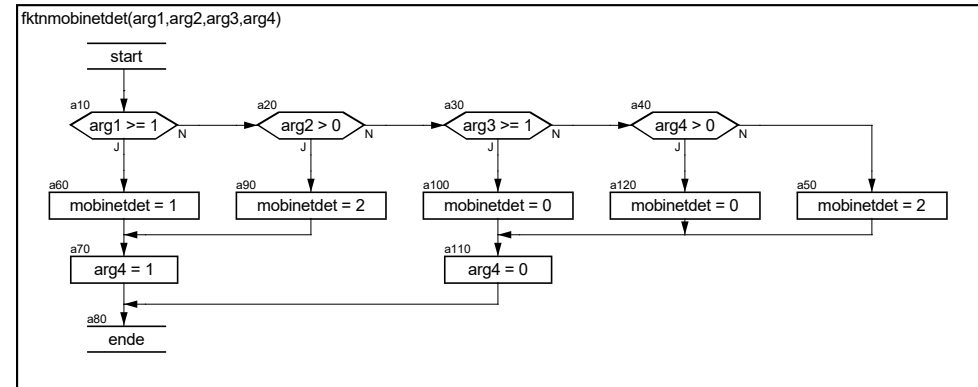 fktnmobinetdet(arg1,arg2,arg3,arg4)
start
a10
arg1 >= 1
J
N
a20
arg2 > 0
J
N
a30
arg3 >= 1
J
N
a40
arg4 > 0
J
N
a60
mobinetdet = 1
a90
mobinetdet = 2
a100
mobinetdet = 0
a120
mobinetdet = 0
a50
mobinetdet = 2
a70
arg4 = 1
a110
arg4 = 0
a80
ende